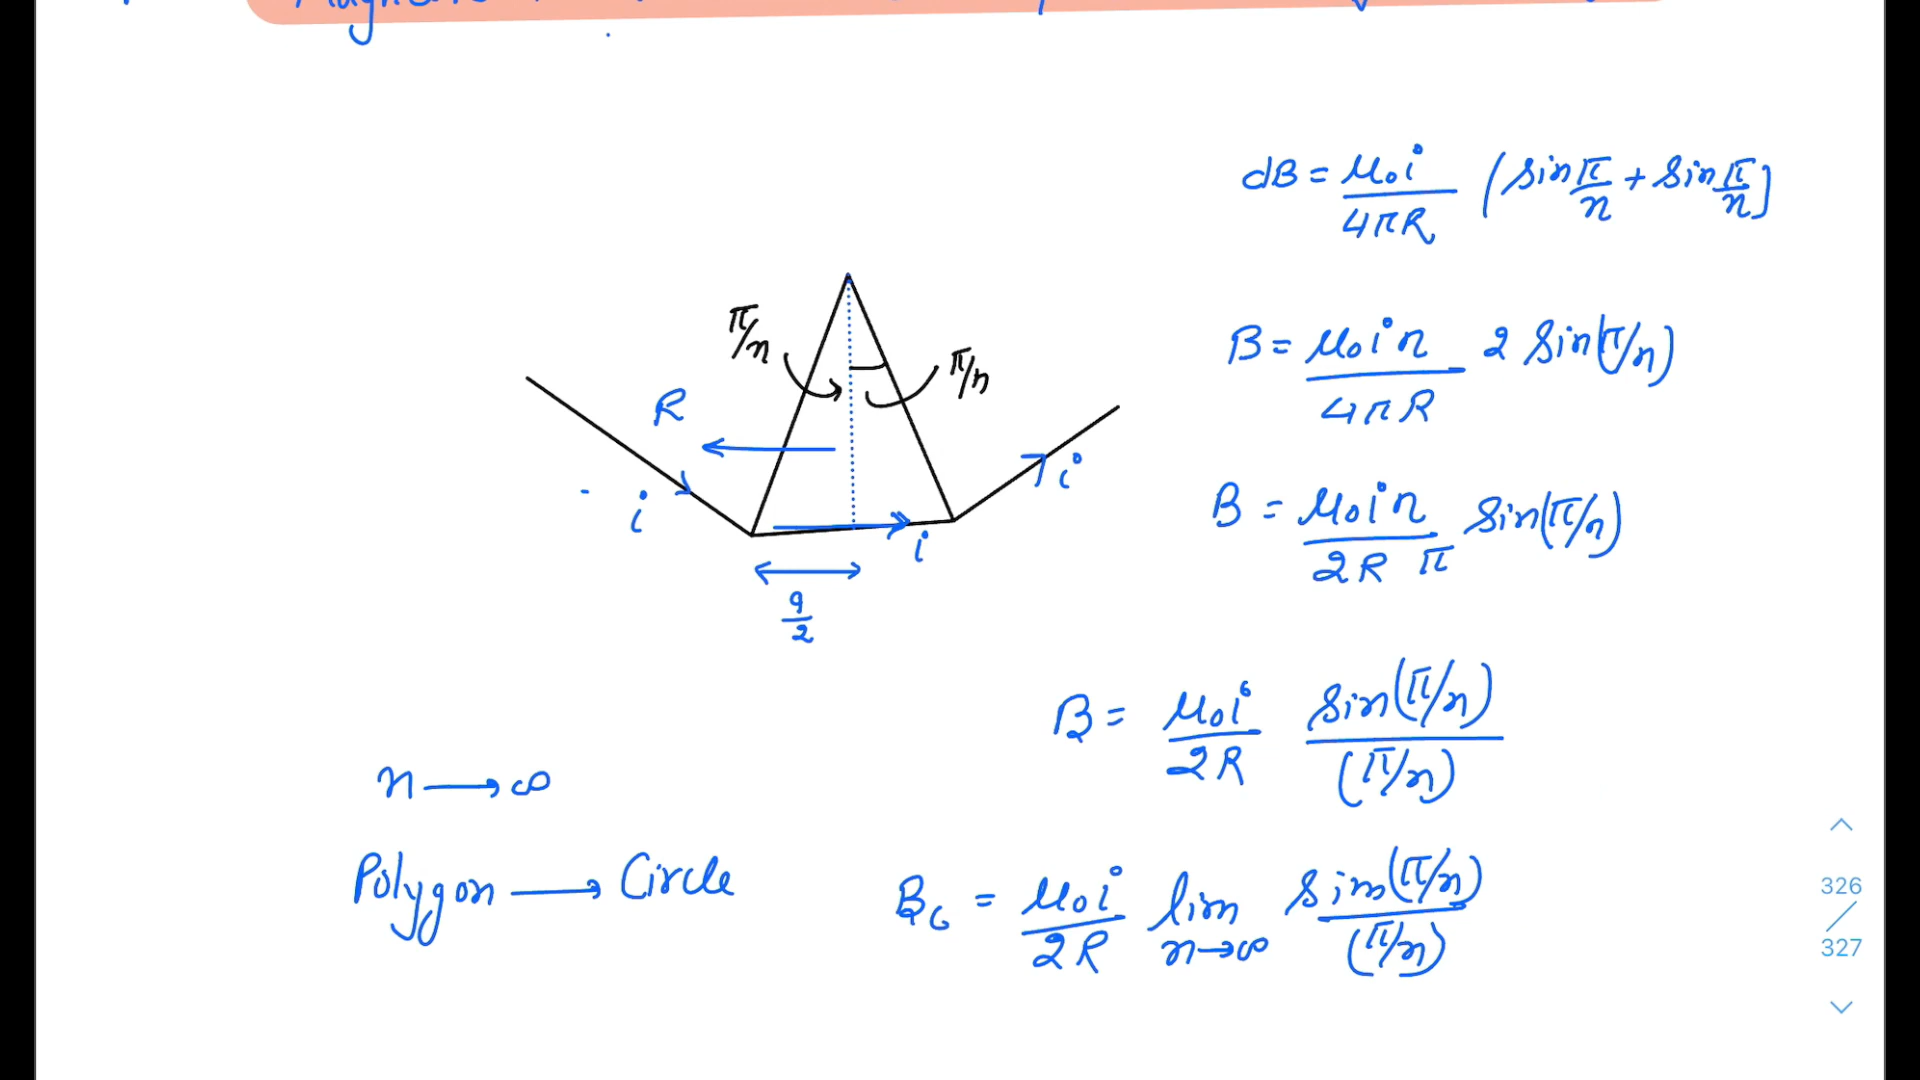 dB = μ₀i / 4πR (sin π/n + sin π/n]
π/n
π/n
R
B = μ₀in / 4πR 2 sin(π/n)
i
i
i
B = μ₀in / 2Rπ sin(π/n)
a/2
B = μ₀i / 2R sin(π/n) / (π/n)
n → ∞
Polygon → Circle
B_C = μ₀i / 2R lim n→∞ sin(π/n) / (π/n)
326 / 327